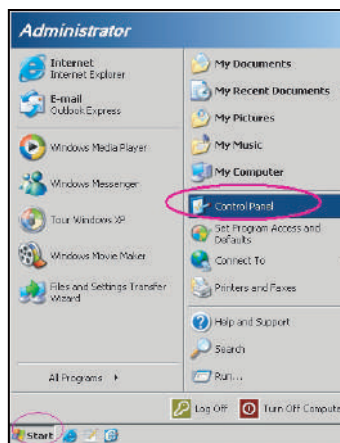 Administrator
Internet
Internet Explorer
E-mail
Outlook Express
Windows Media Player
Windows Messenger
Tour Windows XP
Windows Movie Maker
Files and Settings Transfer
Wizard
All Programs
My Documents
My Recent Documents
My Pictures
My Music
My Computer
Control Panel
Set Program Access and
Defaults
Connect To
Printers and Faxes
Help and Support
Search
Run...
Log Off
Turn Off Compute
Start